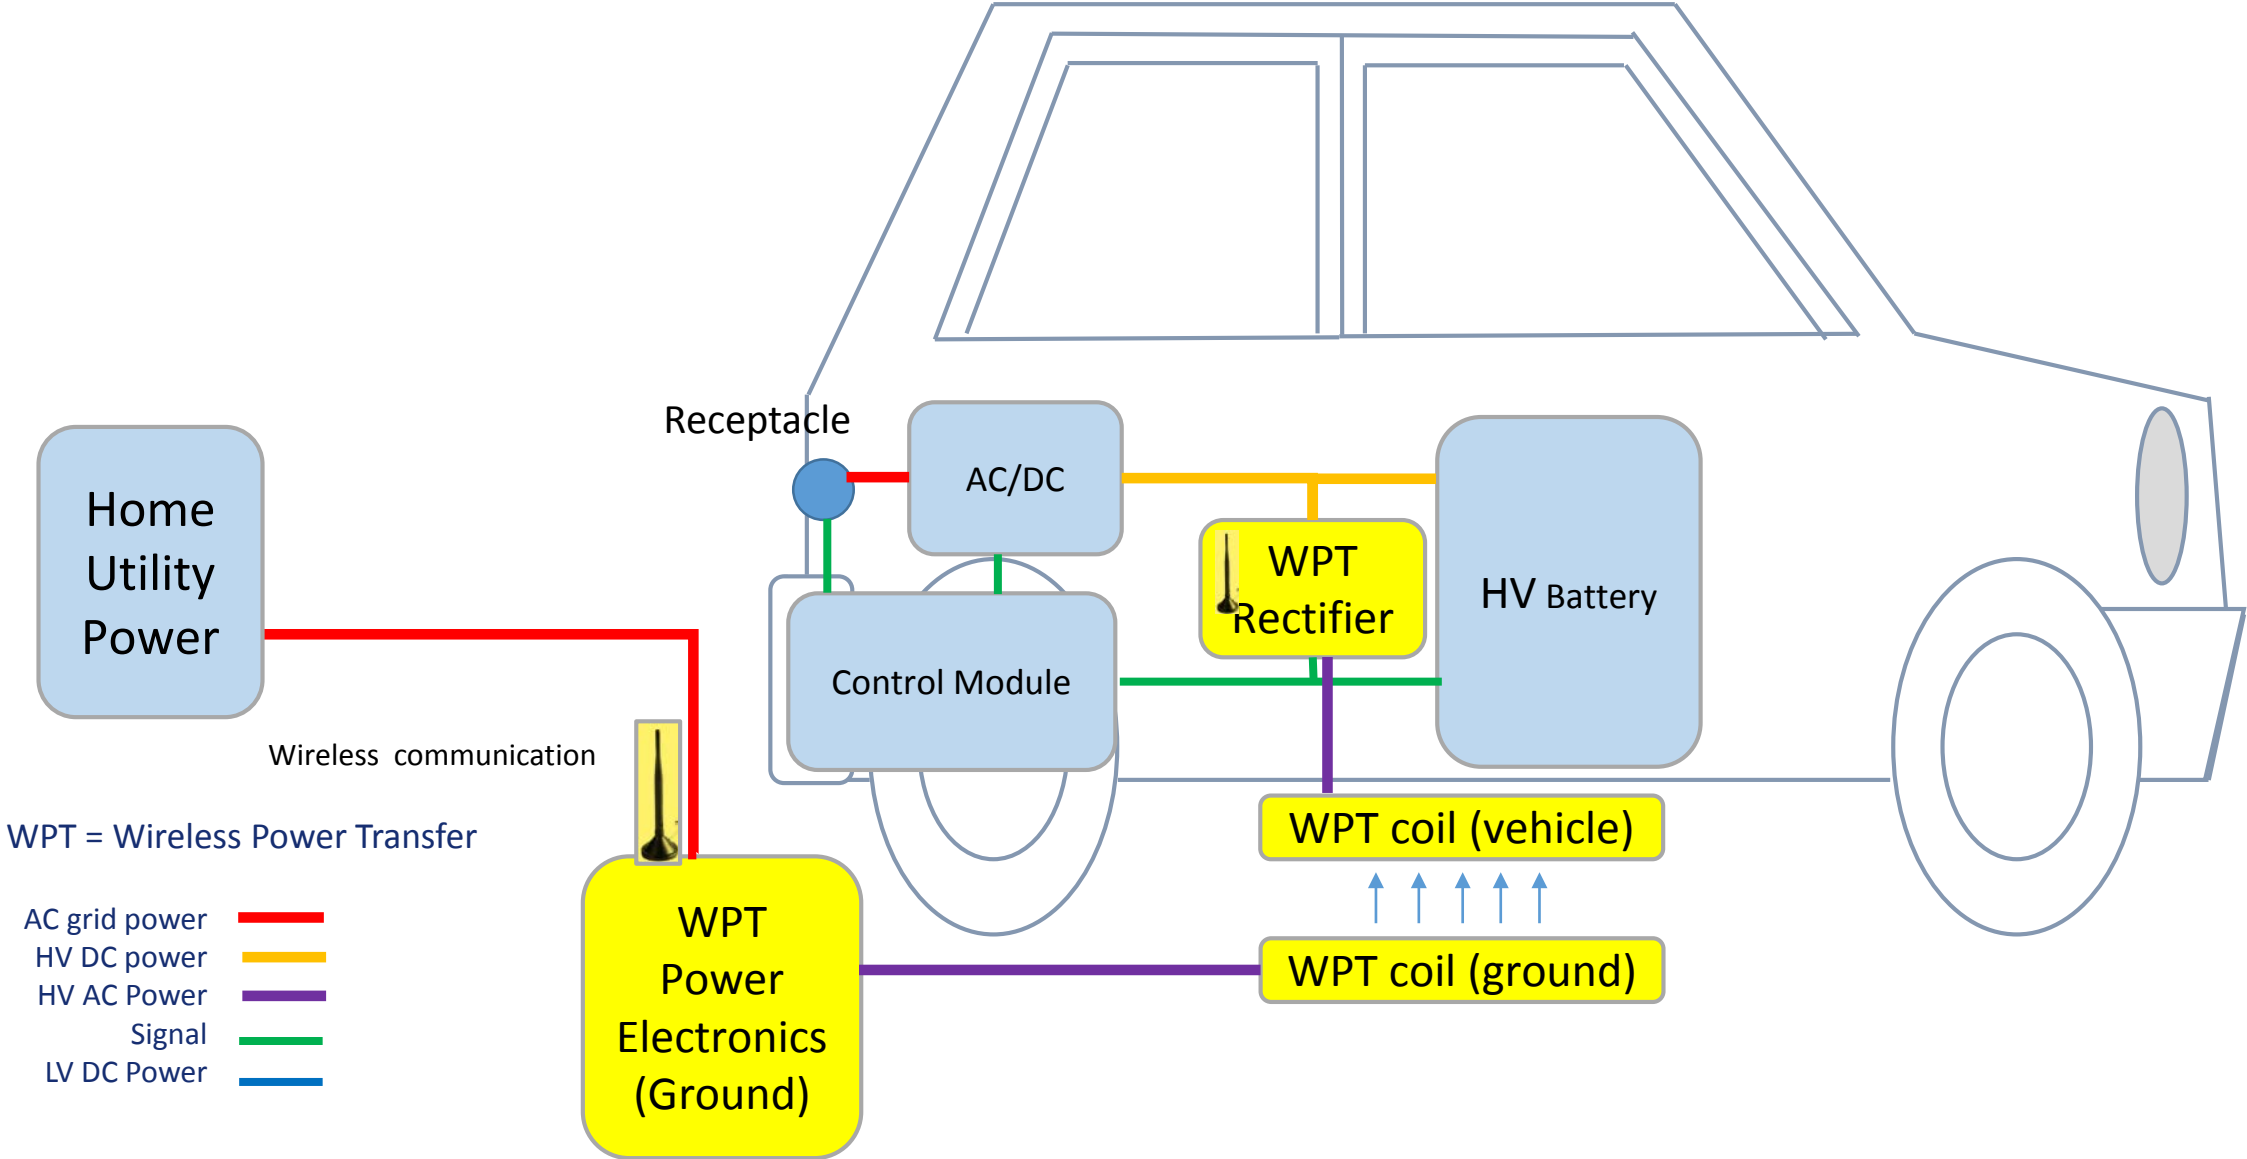 Receptacle
AC/DC
Home
Utility
Power
WPT
Rectifier
HV Battery
Control Module
Wireless communication
WPT = Wireless Power Transfer
WPT coil (vehicle)
AC grid power
HV DC power
HV AC Power
Signal
LV DC Power
WPT
Power
Electronics
(Ground)
WPT coil (ground)